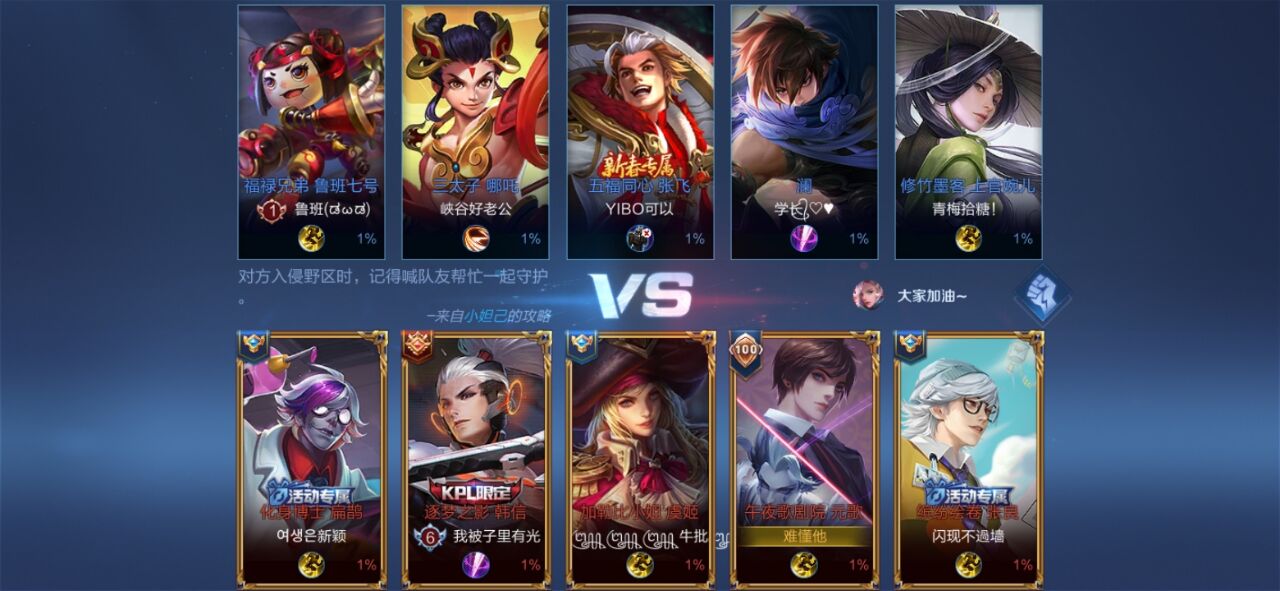 新春专属
福禄兄弟 鲁班七号
三太子 哪吒
五福同心 张飞
澜
修竹墨客 上官婉儿
1 鲁班(ಡωಡ)
峡谷好老公
YIBO可以
学长♡♥
青梅拾糖!
1%
1%
1%
1%
1%
对方入侵野区时，记得喊队友帮忙一起守护
。
—来自小妲己的攻略
VS
大家加油~
100
活动专属
KPL限定
活动专属
化身博士 扁鹊
逐梦之影 韩信
加勒比小姐 虞姬
午夜歌剧院 元歌
缤纷绘卷 张良
여생은新颖
6 我被子里有光
牛批
难懂他
闪现不過墙
1%
1%
1%
1%
1%